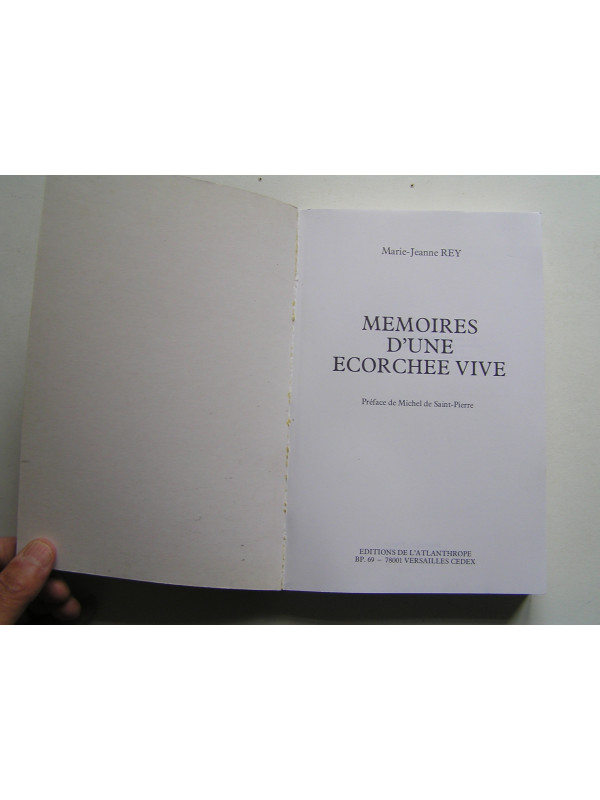 Marie-Jeanne REY
MEMOIRES
D'UNE
ECORCHEE VIVE
Préface de Michel de Saint-Pierre
EDITIONS DE L'ATLANTHROPE
BP. 69 – 78001 VERSAILLES CEDEX